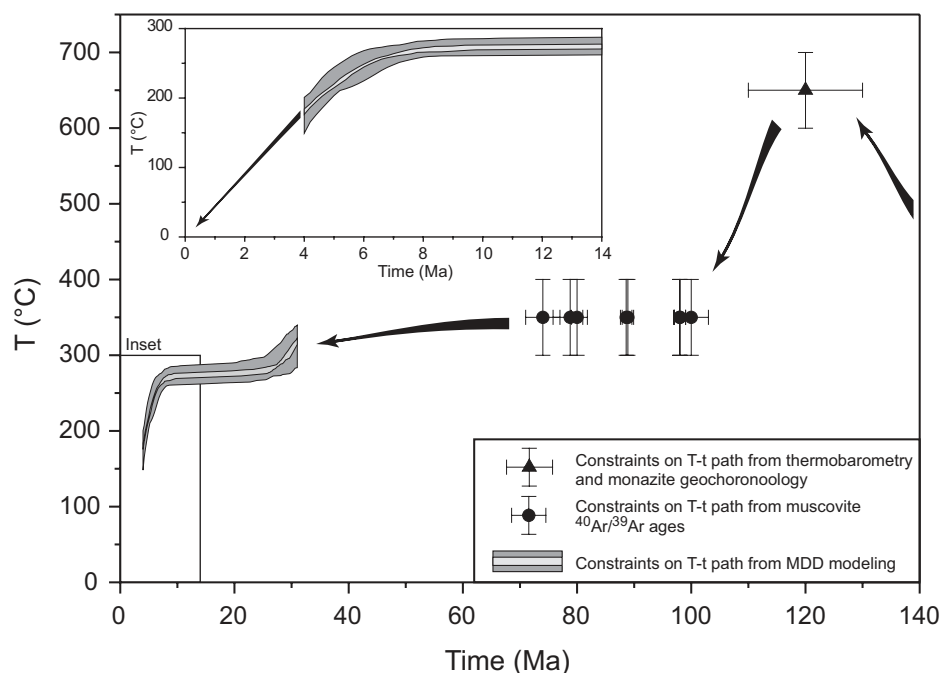 300
200
100
0
T (°C)
0 2 4 6 8 10 12 14
Time (Ma)
700
600
500
400
300
200
100
0
T (°C)
Inset
Constraints on T-t path from thermobarometry
and monazite geochoronoology
Constraints on T-t path from muscovite
⁴⁰Ar/³⁹Ar ages
Constraints on T-t path from MDD modeling
0 20 40 60 80 100 120 140
Time (Ma)